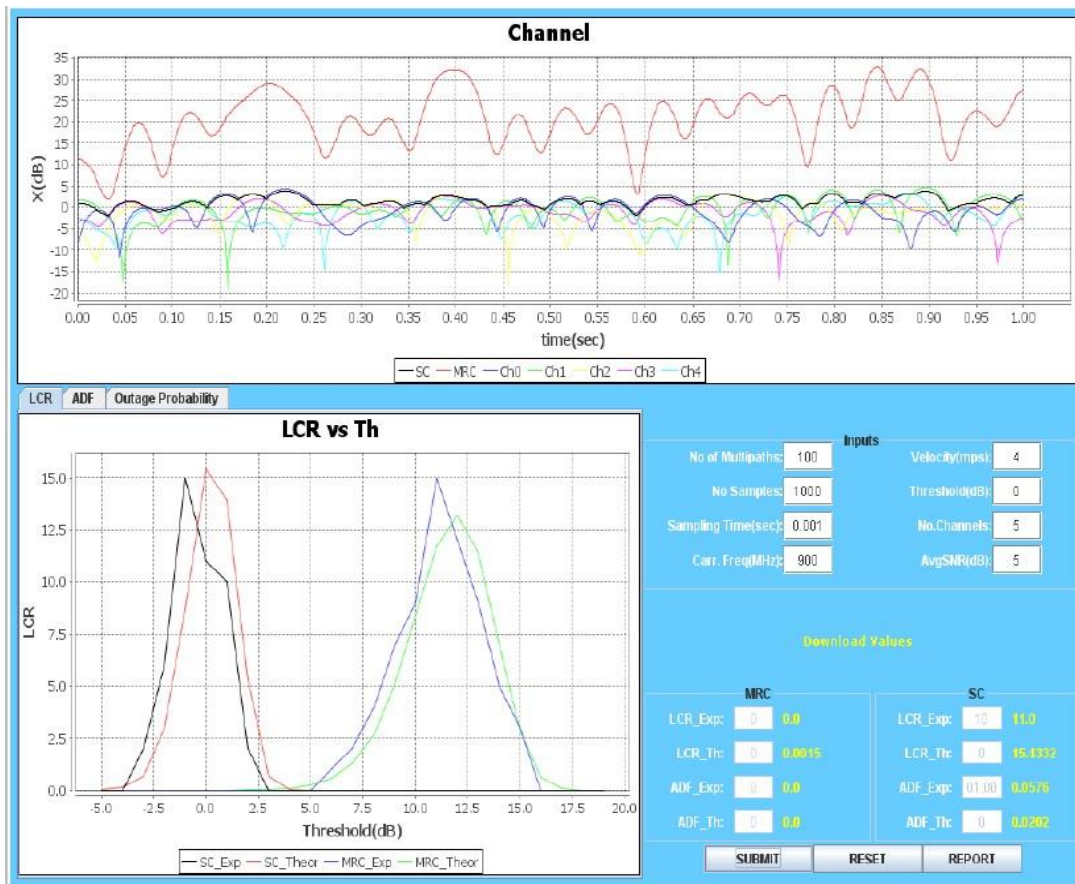 Channel
X(dB)
35
30
25
20
15
10
5
0
-5
-10
-15
-20
0.00 0.05 0.10 0.15 0.20 0.25 0.30 0.35 0.40 0.45 0.50 0.55 0.60 0.65 0.70 0.75 0.80 0.85 0.90 0.95 1.00
time(sec)
SC MRC Ch0 Ch1 Ch2 Ch3 Ch4
LCR ADF Outage Probability
LCR vs Th
LCR
15.0
12.5
10.0
7.5
5.0
2.5
0.0
-5.0 -2.5 0.0 2.5 5.0 7.5 10.0 12.5 15.0 17.5 20.0
Threshold(dB)
SC_Exp SC_Theor MRC_Exp MRC_Theor
Inputs
No of Multipaths: 100 Velocity(mps): 4
No Samples: 1000 Threshold(dB): 0
Sampling Time(sec): 0.001 No.Channels: 5
Carr. Freq(MHz): 900 AvgSNR(dB): 5
Download Values
MRC
LCR_Exp: 0 0.0
LCR_Th: 0 0.0015
ADF_Exp: 0 0.0
ADF_Th: 0 0.0
SC
LCR_Exp: 10 11.0
LCR_Th: 0 15.1332
ADF_Exp: 01.00 0.0576
ADF_Th: 0 0.0202
SUBMIT RESET REPORT